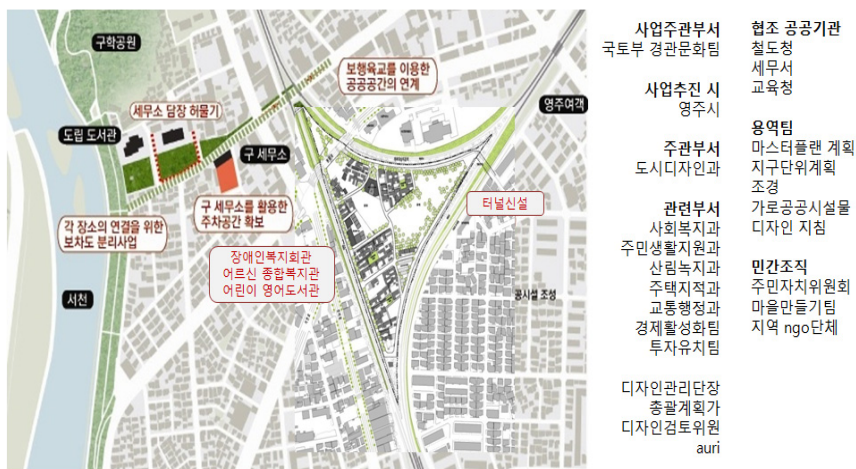 구학공원
보행육교를 이용한
공공공간의 연계
세무소 담장 허물기
영주여객
도립 도서관
구 세무소
터널신설
구 세무소를 활용한
주차공간 확보
각 장소의 연결을 위한
보차도 분리사업
장애인복지회관
어르신 종합복지관
어린이 영어도서관
서천
공시설 조성
사업주관부서
국토부 경관문화팀
사업추진 시
영주시
주관부서
도시디자인과
관련부서
사회복지과
주민생활지원과
산림녹지과
주택지적과
교통행정과
경제활성화팀
투자유치팀
디자인관리단장
총괄계획가
디자인검토위원
auri
협조 공공기관
철도청
세무서
교육청
용역팀
마스터플랜 계획
지구단위계획
조경
가로공공시설물
디자인 지침
민간조직
주민자치위원회
마을만들기팀
지역 ngo단체